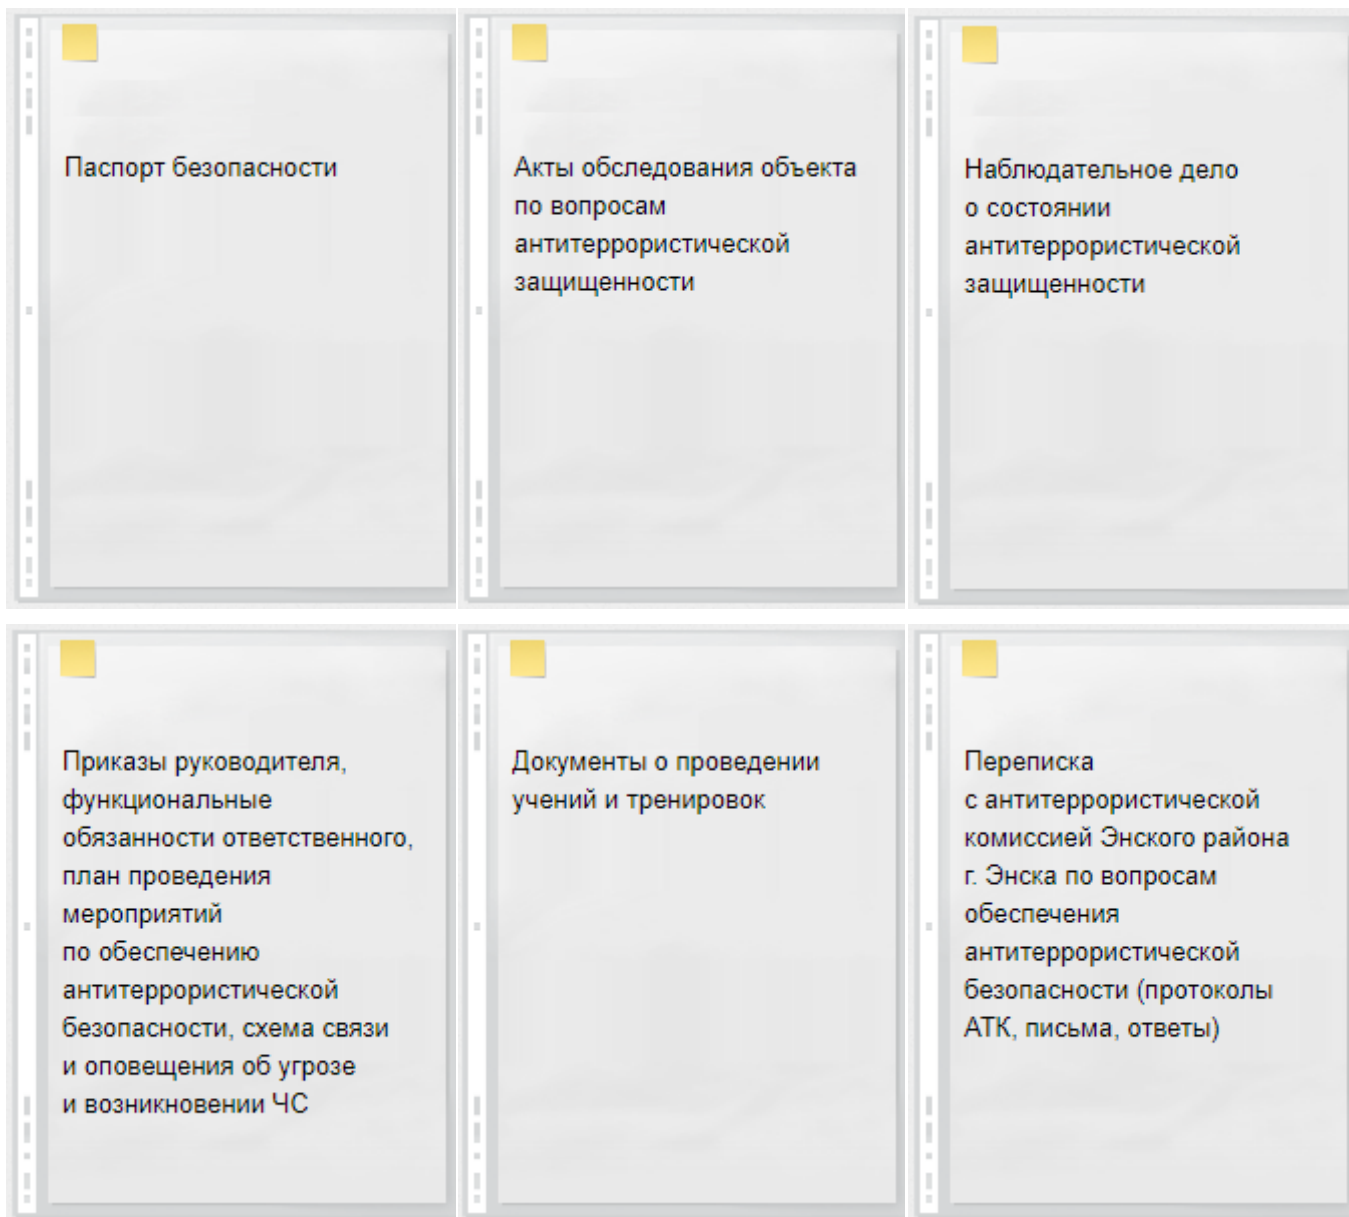 Паспорт безопасности
Акты обследования объекта
по вопросам
антитеррористической
защищенности
Наблюдательное дело
о состоянии
антитеррористической
защищенности
Приказы руководителя,
функциональные
обязанности ответственного,
план проведения
мероприятий
по обеспечению
антитеррористической
безопасности, схема связи
и оповещения об угрозе
и возникновении ЧС
Документы о проведении
учений и тренировок
Переписка
с антитеррористической
комиссией Энского района
г. Энска по вопросам
обеспечения
антитеррористической
безопасности (протоколы
АТК, письма, ответы)